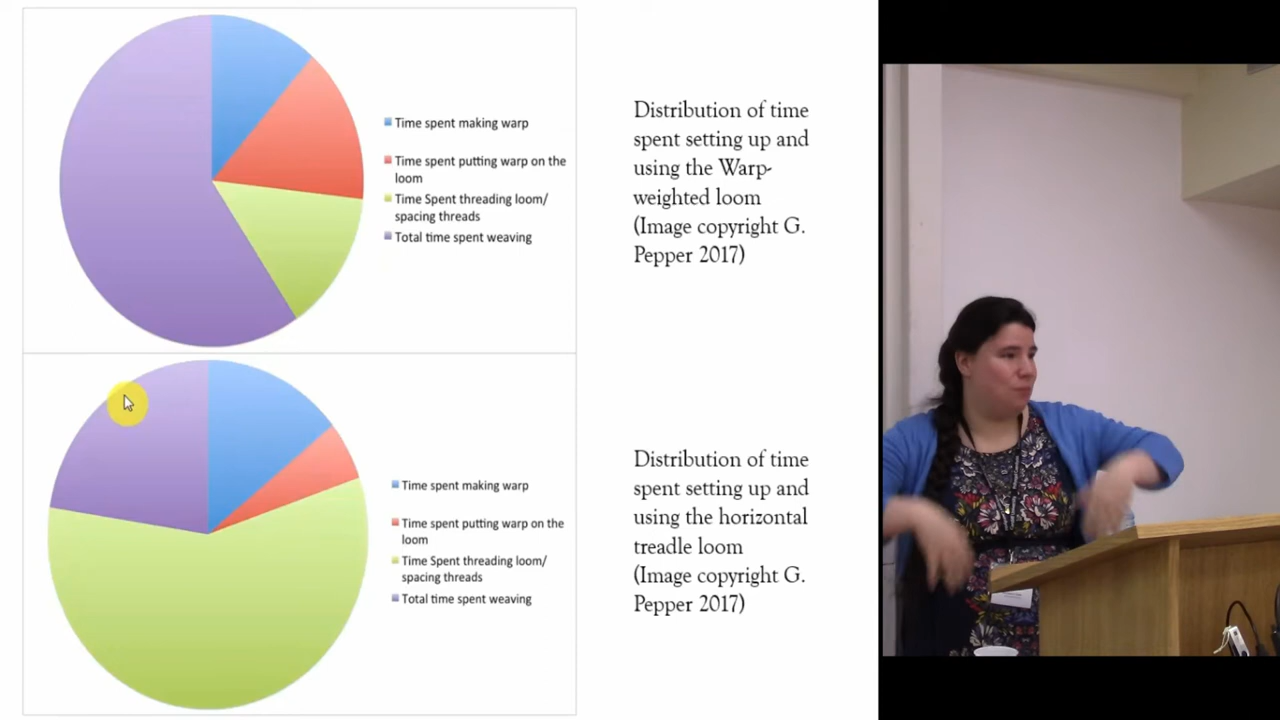 Time spent making warp
Time spent putting warp on the
loom
Time Spent threading loom/
spacing threads
Total time spent weaving
Distribution of time
spent setting up and
using the Warp-
weighted loom
(Image copyright G.
Pepper 2017)
Time spent making warp
Time spent putting warp on the
loom
Time Spent threading loom/
spacing threads
Total time spent weaving
Distribution of time
spent setting up and
using the horizontal
treadle loom
(Image copyright G.
Pepper 2017)